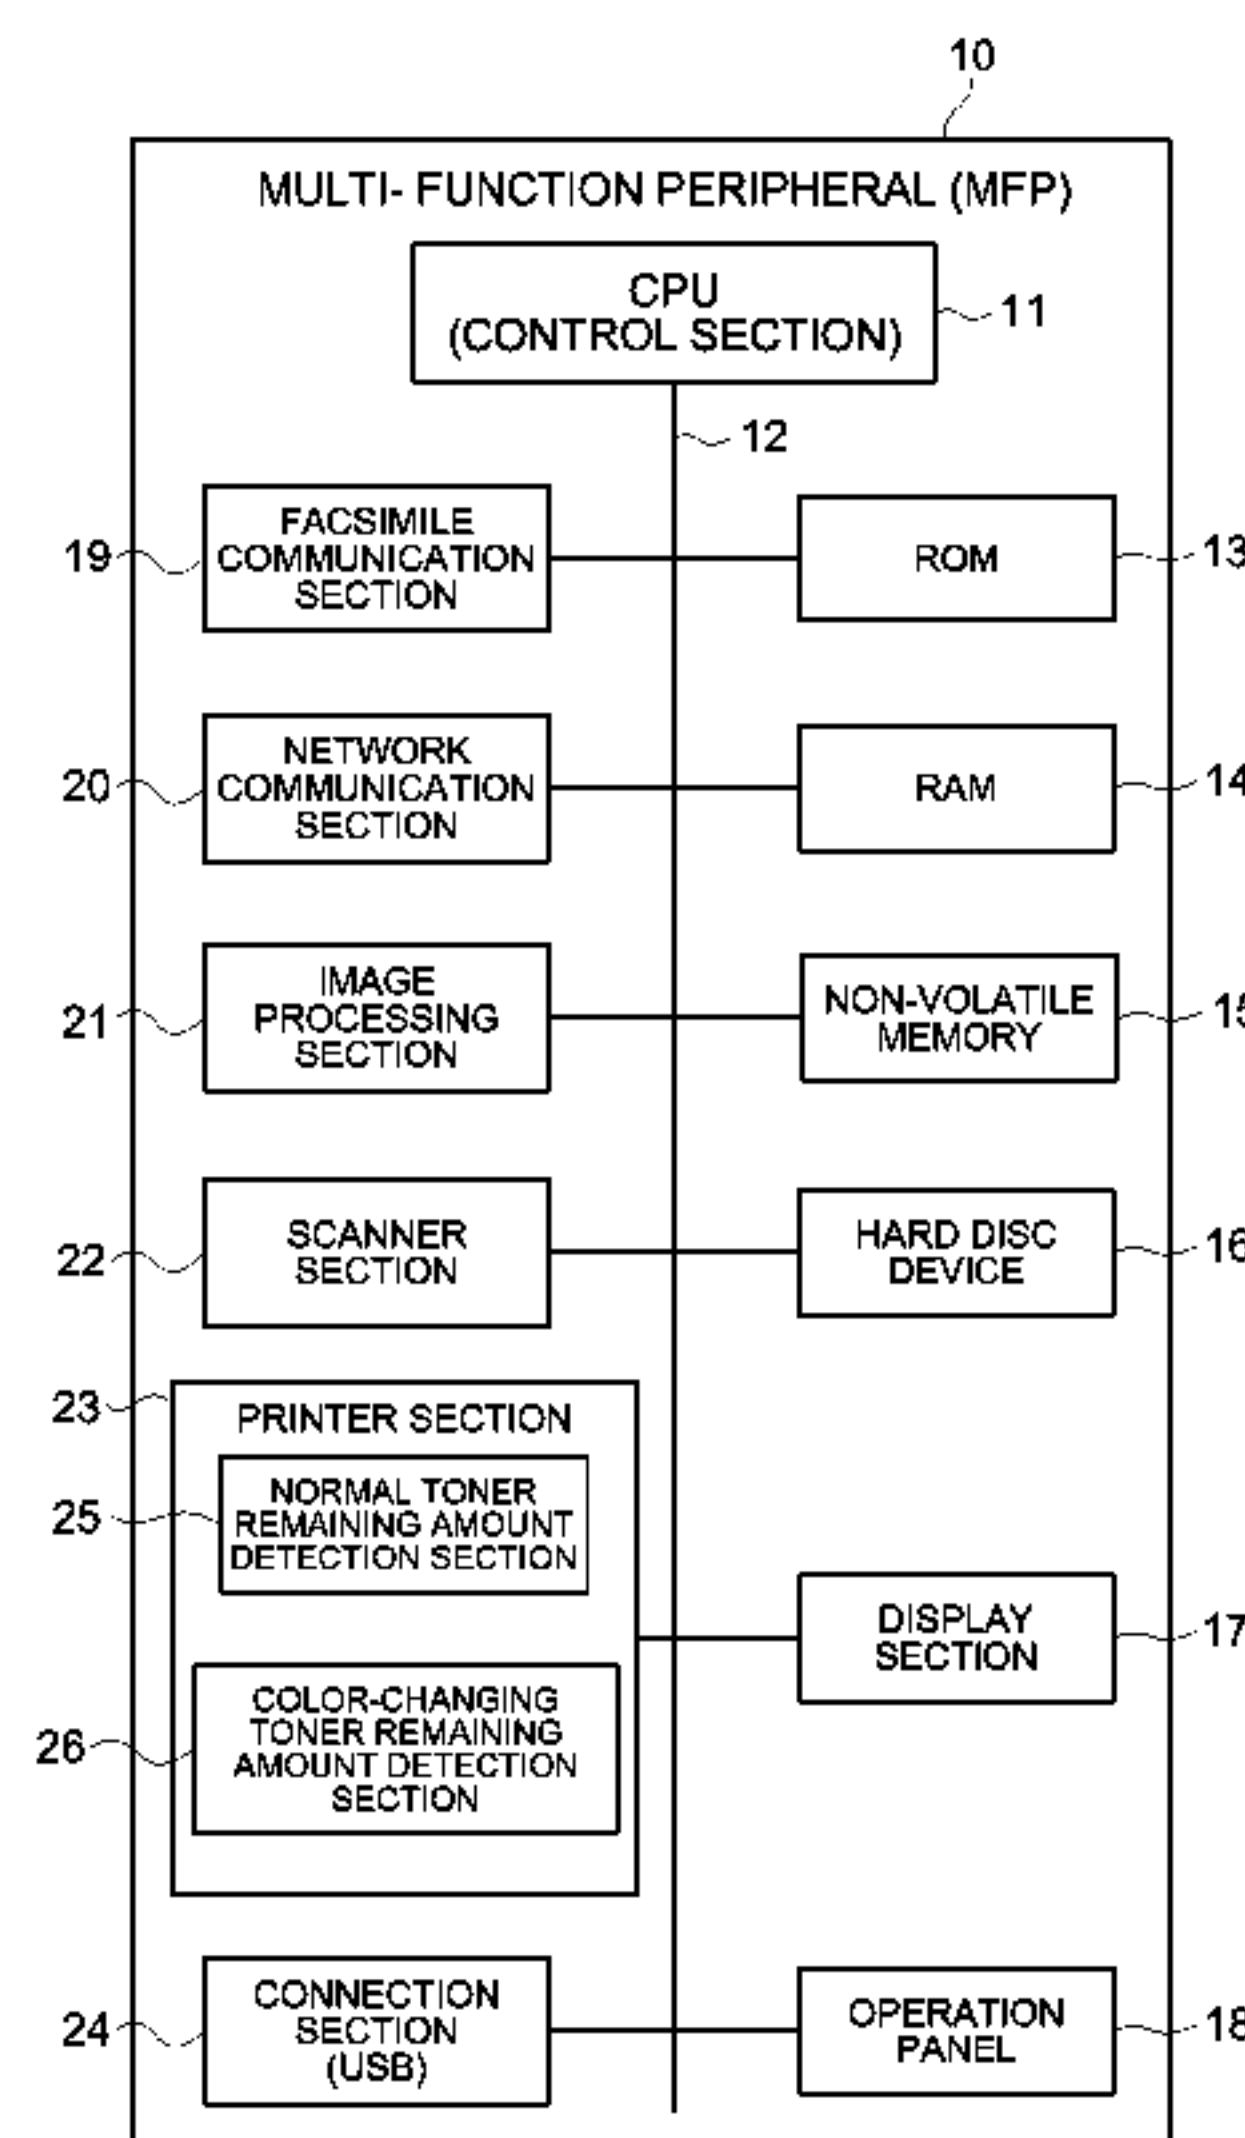 10
MULTI- FUNCTION PERIPHERAL (MFP)
CPU
(CONTROL SECTION)
11
12
19
FACSIMILE
COMMUNICATION
SECTION
ROM
13
20
NETWORK
COMMUNICATION
SECTION
RAM
14
21
IMAGE
PROCESSING
SECTION
NON-VOLATILE
MEMORY
15
22
SCANNER
SECTION
HARD DISC
DEVICE
16
23
PRINTER SECTION
25
NORMAL TONER
REMAINING AMOUNT
DETECTION SECTION
DISPLAY
SECTION
17
26
COLOR-CHANGING
TONER REMAINING
AMOUNT DETECTION
SECTION
24
CONNECTION
SECTION
(USB)
OPERATION
PANEL
18